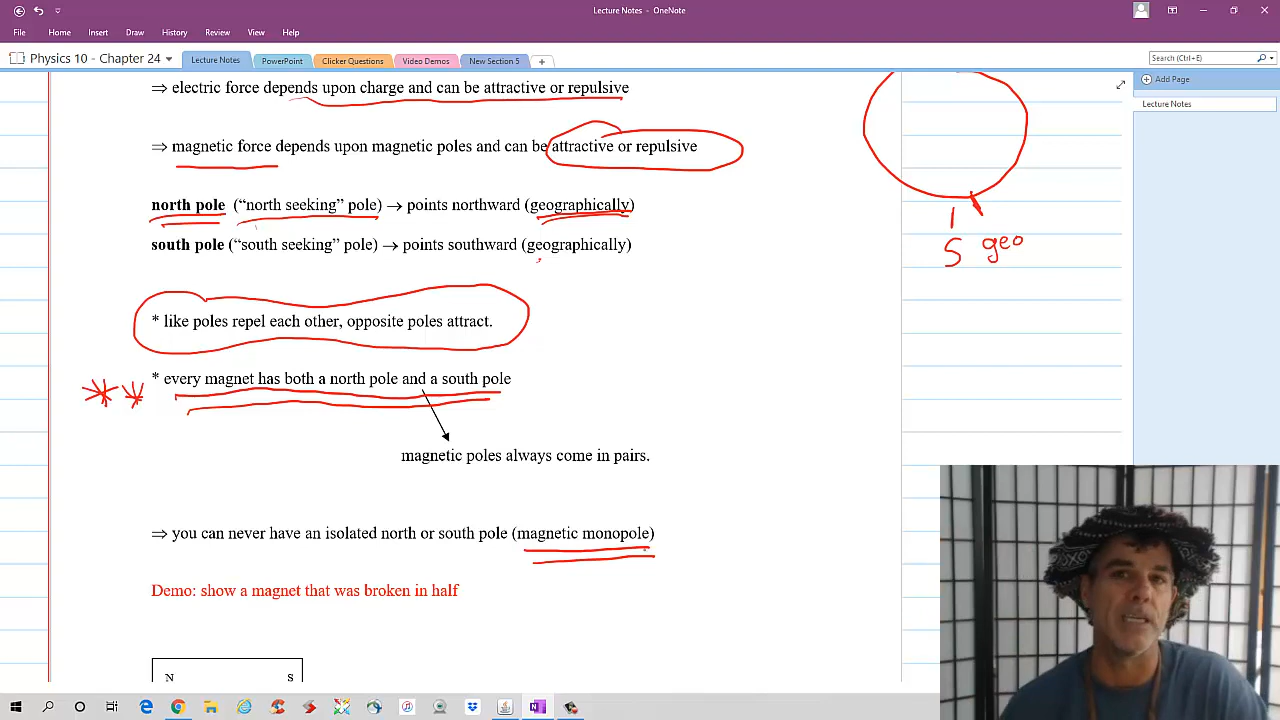 Lecture Notes - OneNote
File Home Insert Draw History Review View Help
Physics 10 - Chapter 24 Lecture Notes PowerPoint Clicker Questions Video Demos New Section 5
Search (Ctrl+E)
Add Page
Lecture Notes
⇒ electric force depends upon charge and can be attractive or repulsive
⇒ magnetic force depends upon magnetic poles and can be attractive or repulsive
north pole (“north seeking” pole) → points northward (geographically)
south pole (“south seeking” pole) → points southward (geographically)
S geo
* like poles repel each other, opposite poles attract.
* every magnet has both a north pole and a south pole
magnetic poles always come in pairs.
⇒ you can never have an isolated north or south pole (magnetic monopole)
Demo: show a magnet that was broken in half
N S